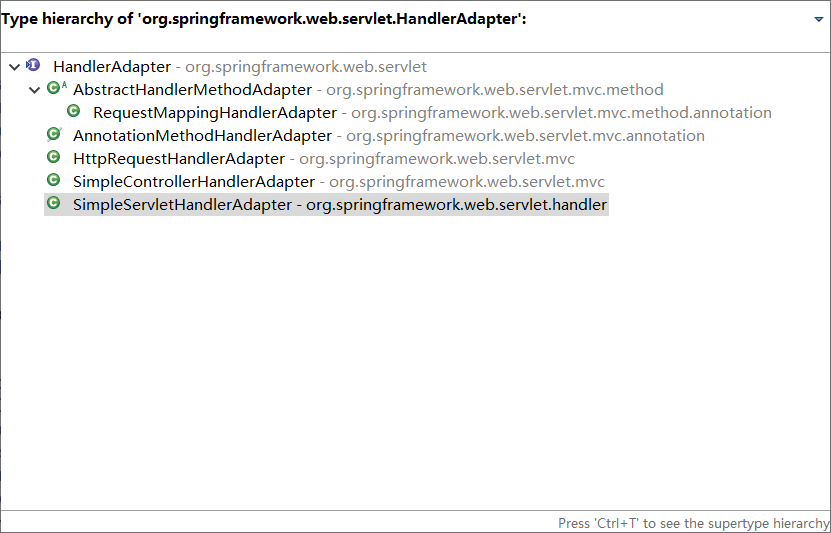 Type hierarchy of 'org.springframework.web.servlet.HandlerAdapter':
HandlerAdapter - org.springframework.web.servlet
AbstractHandlerMethodAdapter - org.springframework.web.servlet.mvc.method
RequestMappingHandlerAdapter - org.springframework.web.servlet.mvc.method.annotation
AnnotationMethodHandlerAdapter - org.springframework.web.servlet.mvc.annotation
HttpRequestHandlerAdapter - org.springframework.web.servlet.mvc
SimpleControllerHandlerAdapter - org.springframework.web.servlet.mvc
SimpleServletHandlerAdapter - org.springframework.web.servlet.handler
Press 'Ctrl+T' to see the supertype hierarchy